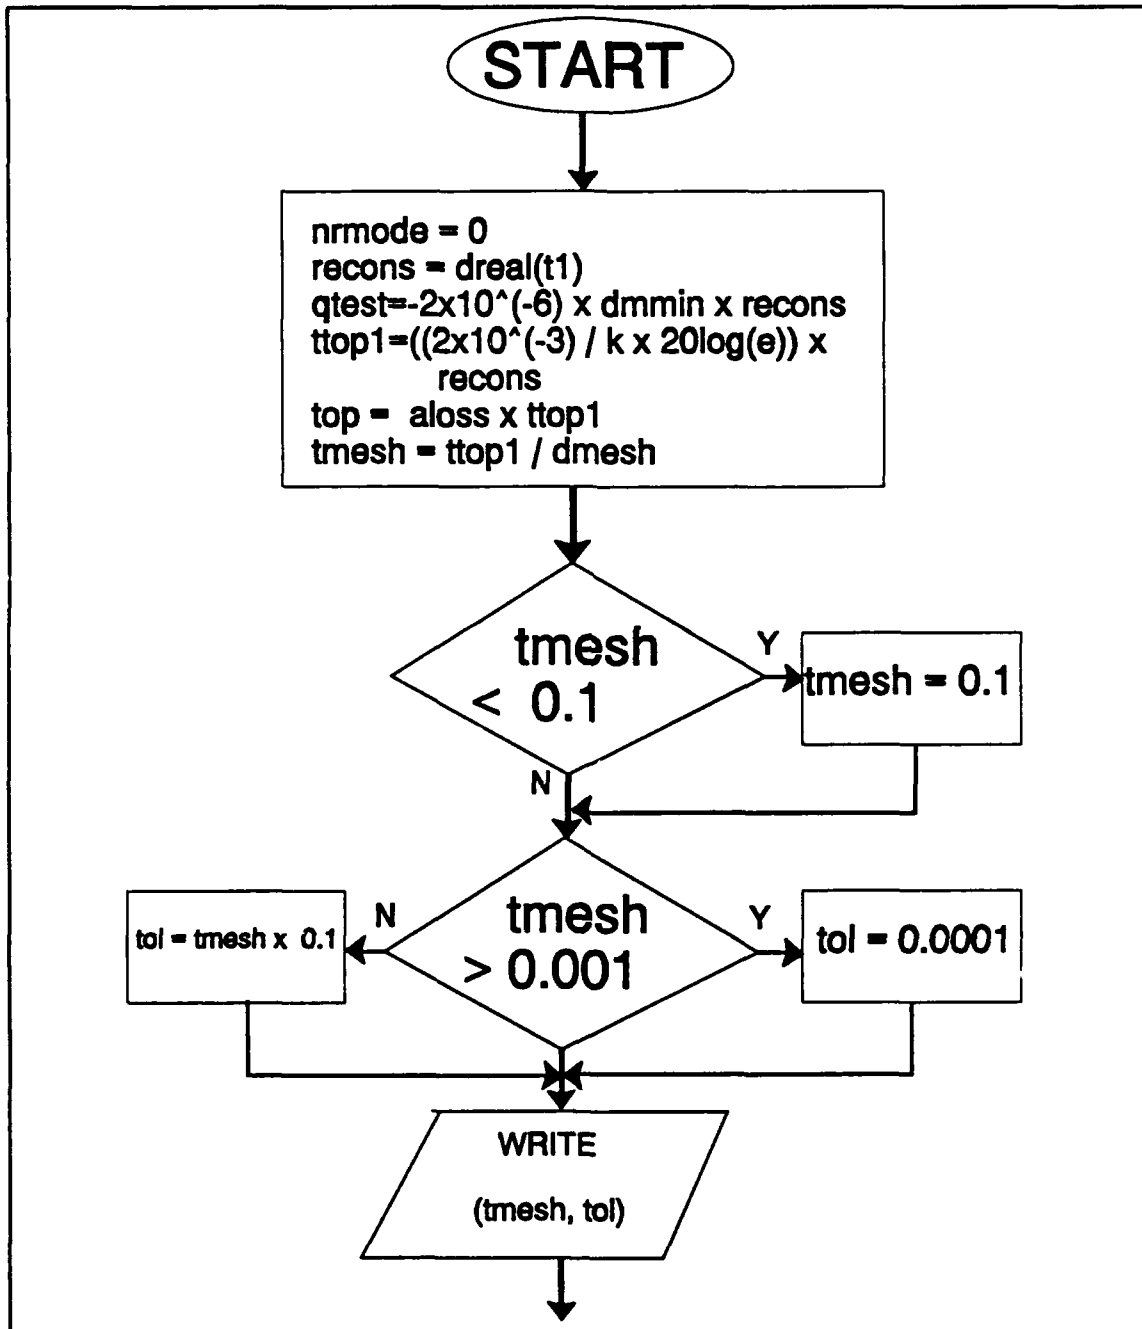 START
nrmode = 0
recons = dreal(t1)
qtest=-2x10^(-6) x dmmin x recons
ttop1=((2x10^(-3) / k x 20log(e)) x
recons
top = aloss x ttop1
tmesh = ttop1 / dmesh
tmesh
< 0.1
Y
tmesh = 0.1
N
tmesh
> 0.001
N
tol = tmesh x 0.1
Y
tol = 0.0001
WRITE
(tmesh, tol)